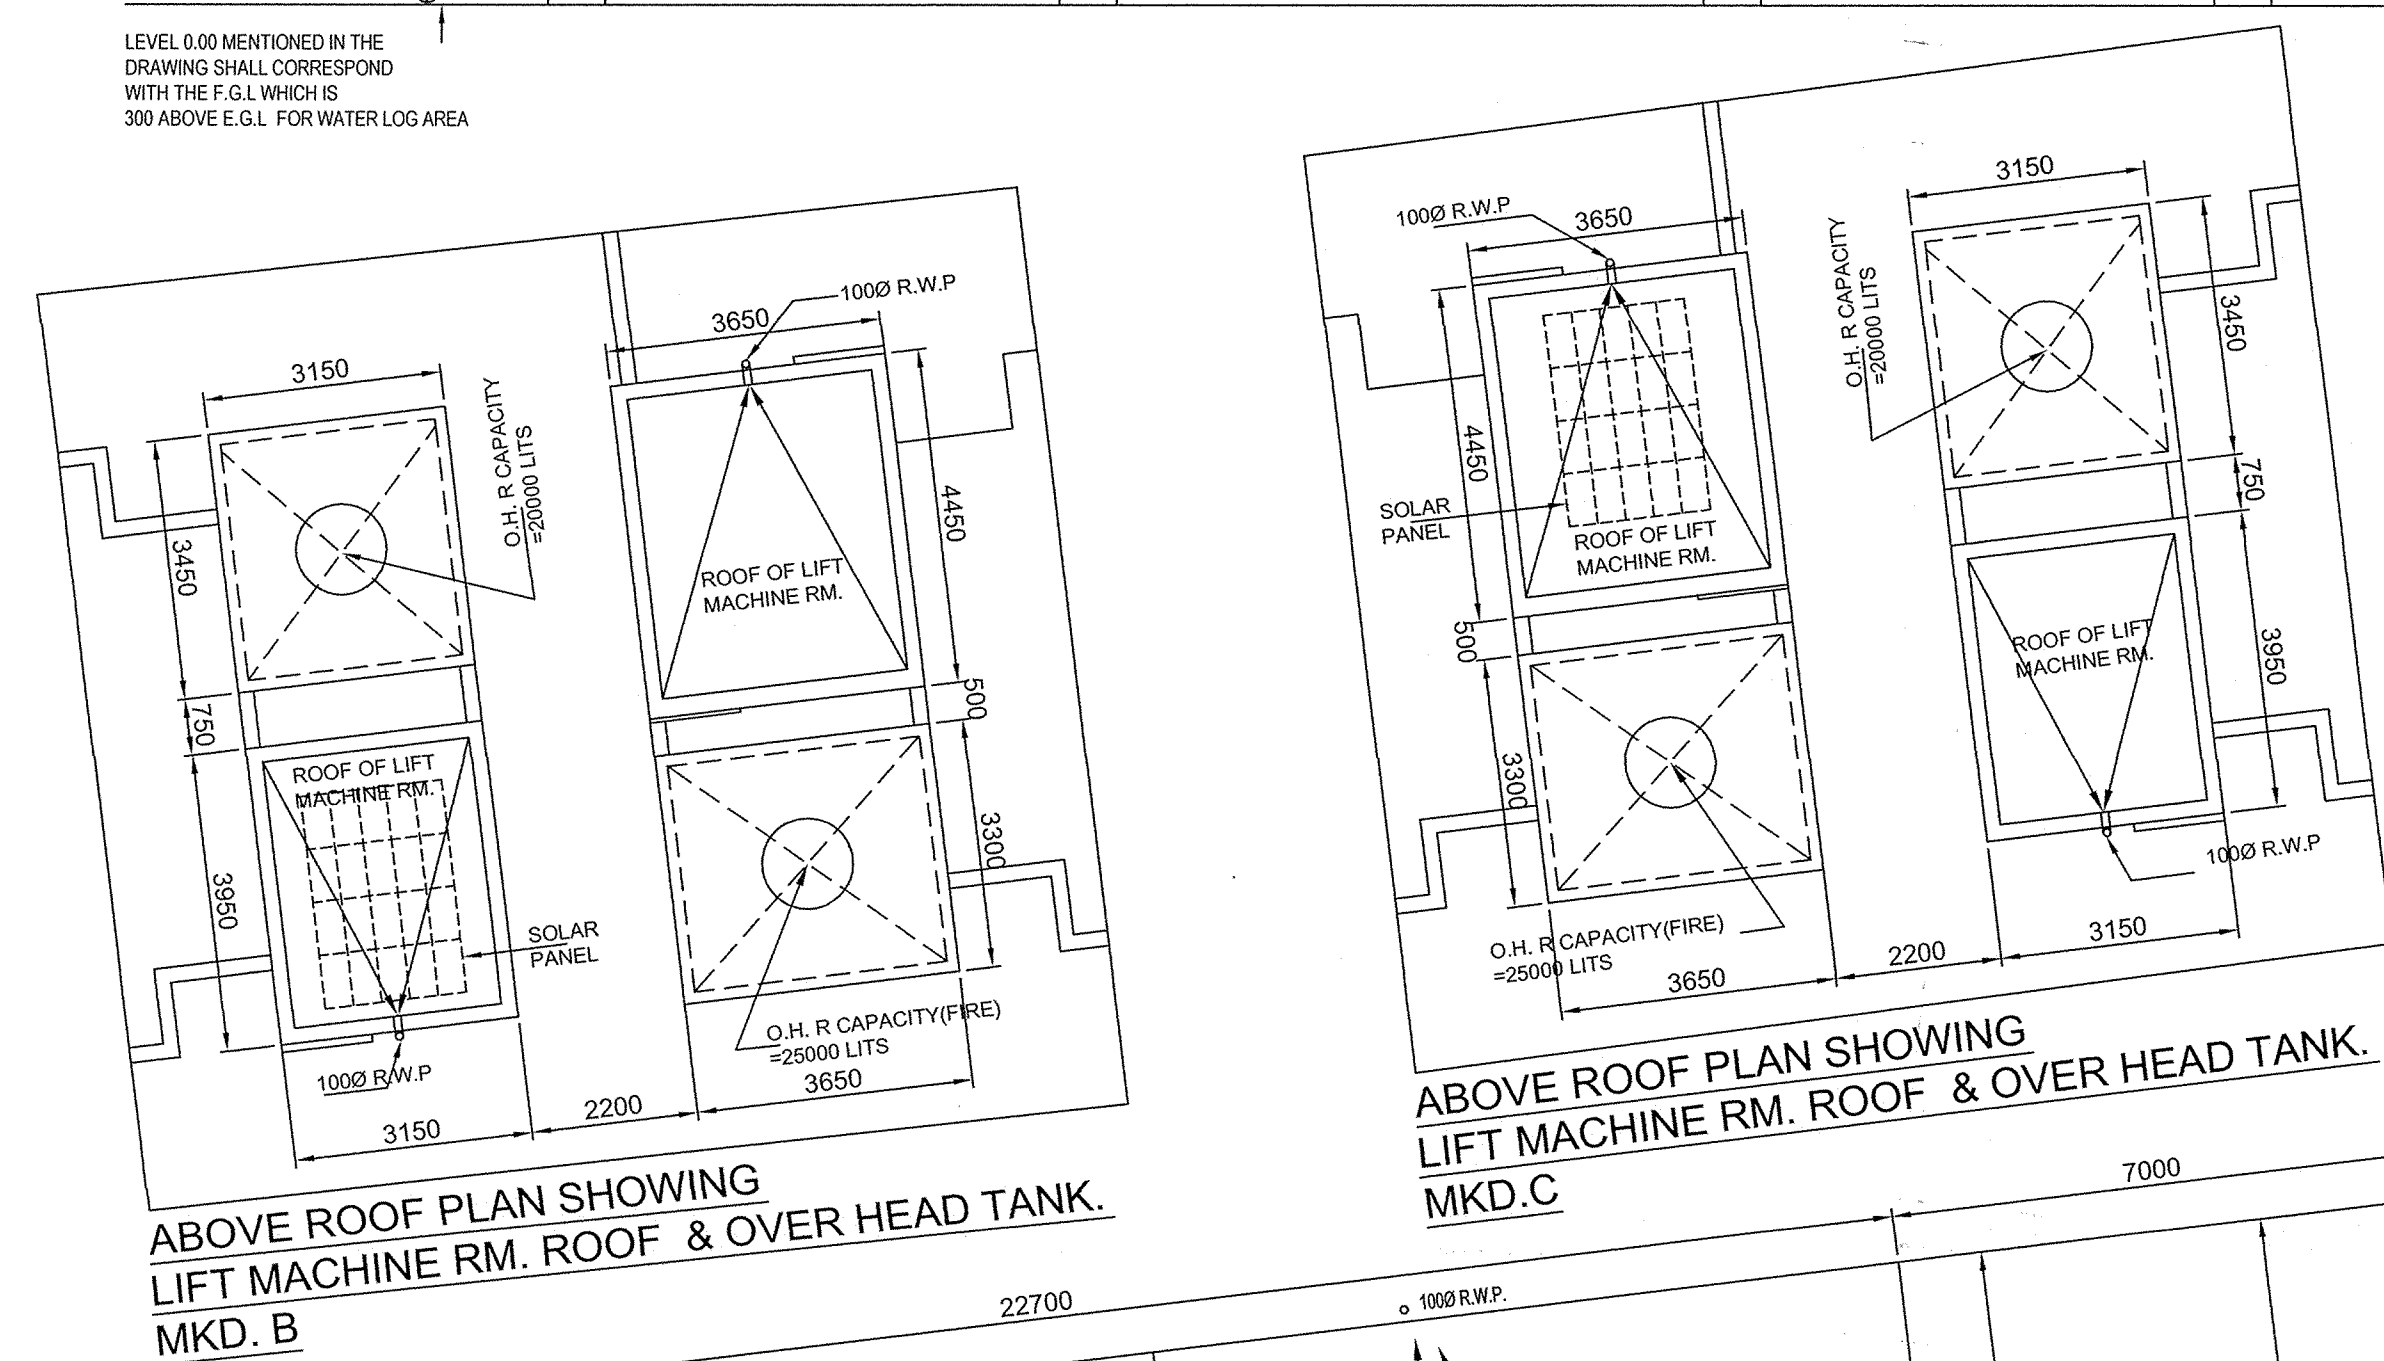 LEVEL 0.00 MENTIONED IN THE
DRAWING SHALL CORRESPOND
WITH THE F.G.L WHICH IS
300 ABOVE E.G.L FOR WATER LOG AREA
100Ø R.W.P
3650
3150
O.H. R CAPACITY
=20000 LITS
3450
750
ROOF OF LIFT
MACHINE RM.
4450
500
ROOF OF LIFT
MACHINE RM.
3950
SOLAR
PANEL
3300
O.H. R CAPACITY(FIRE)
=25000 LITS
100Ø R.W.P
3150
2200
3650
ABOVE ROOF PLAN SHOWING
LIFT MACHINE RM. ROOF & OVER HEAD TANK.
MKD. B
100Ø R.W.P
3650
3150
O.H. R CAPACITY
=20000 LITS
3450
4450
SOLAR
PANEL
ROOF OF LIFT
MACHINE RM.
750
500
ROOF OF LIFT
MACHINE RM.
3950
3300
100Ø R.W.P
O.H. R CAPACITY(FIRE)
=25000 LITS
3650
2200
3150
ABOVE ROOF PLAN SHOWING
LIFT MACHINE RM. ROOF & OVER HEAD TANK.
MKD.C
7000
22700
100Ø R.W.P.